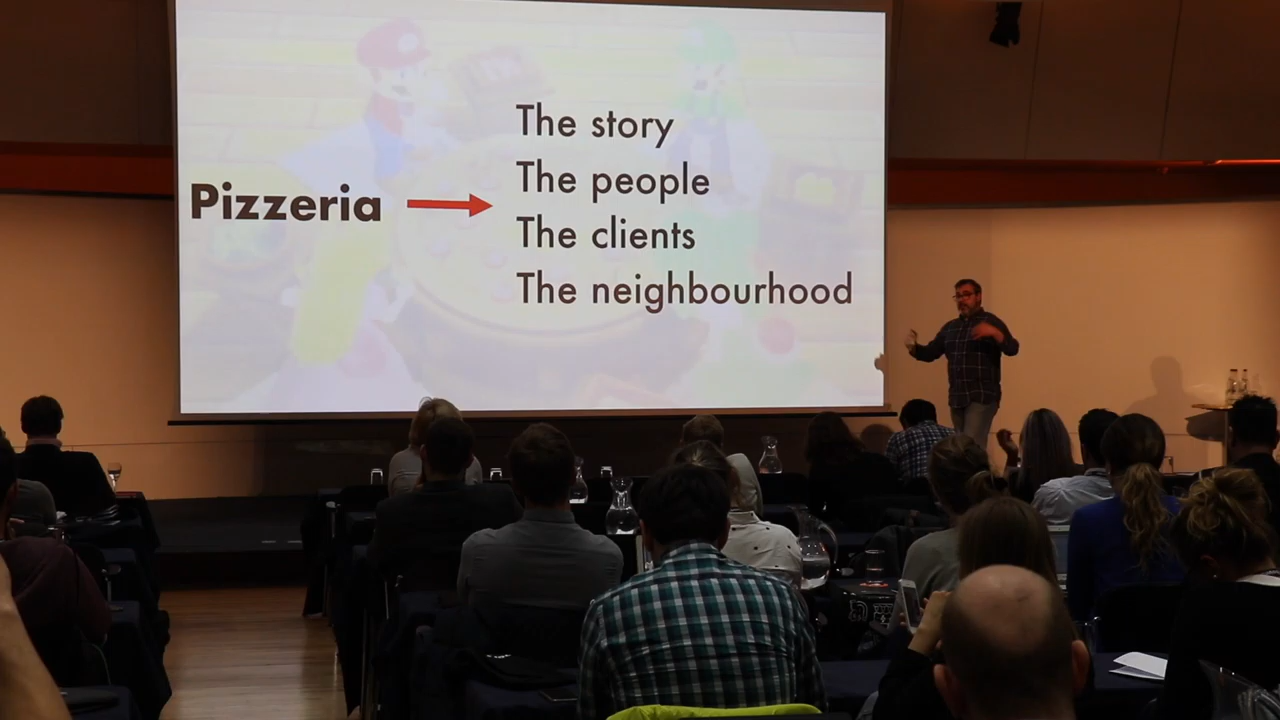 The story
The people
Pizzeria
The clients
The neighbourhood